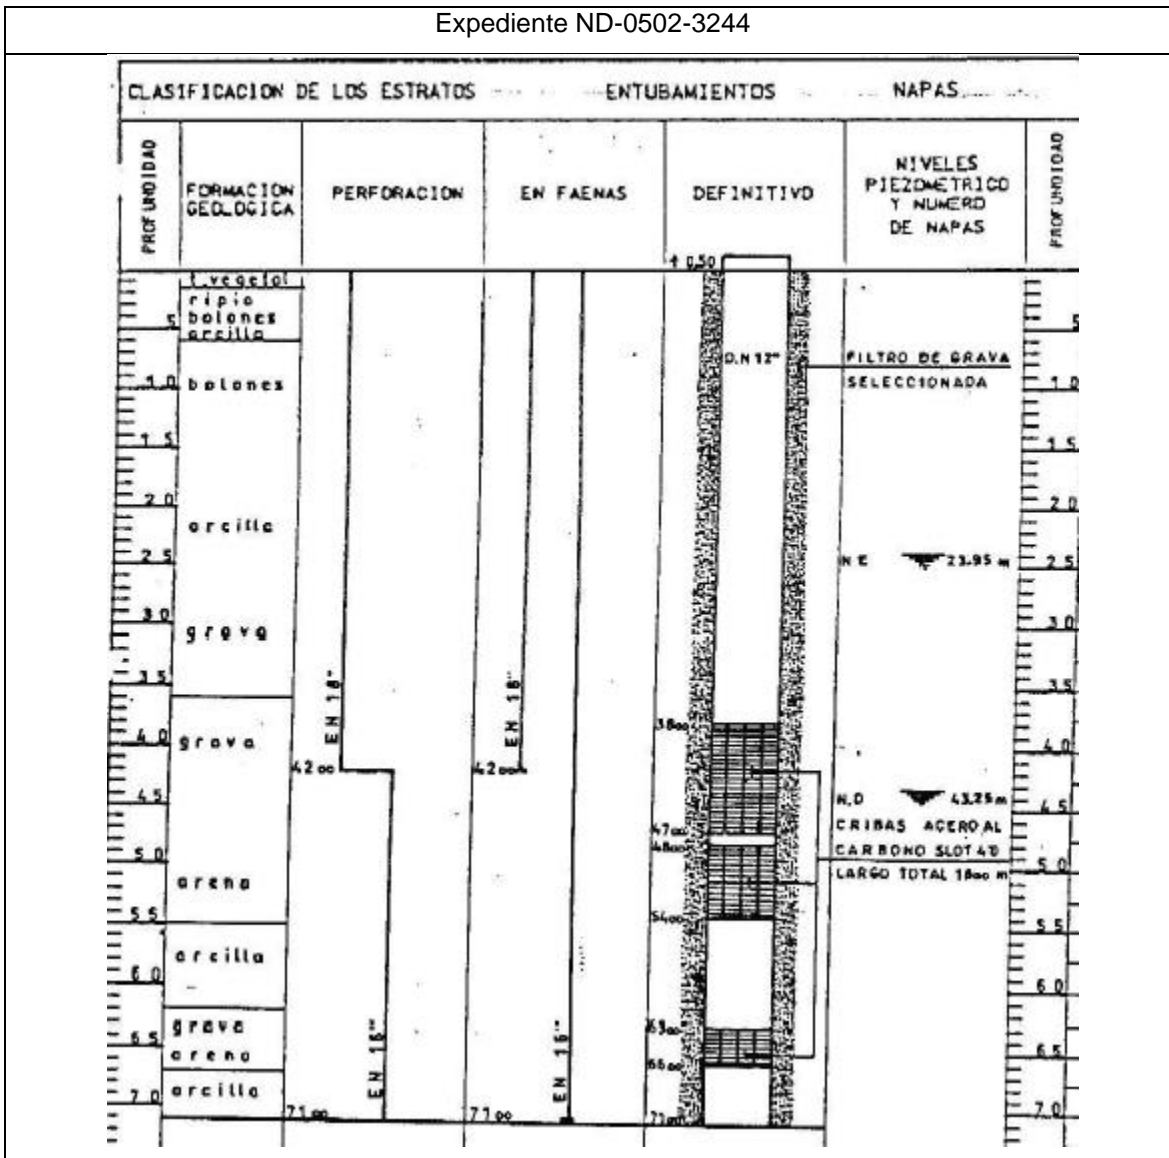 Expediente ND-0502-3244
CLASIFICACION DE LOS ESTRATOS
ENTUBAMIENTOS
NAPAS
PROFUNDIDAD
FORMACION
GEOLOGICA
PERFORACION
EN FAENAS
DEFINITIVO
NIVELES
PIEZOMETRICO
Y NUMERO
DE NAPAS
PROFUNDIDAD
t.vegetal
ripio
bolones
arcilla
bolones
arcilla
grava
grava
arena
arcilla
grava
arena
arcilla
5
10
15
20
25
30
35
40
45
50
55
60
65
70
EN 18"
42 00
EN 16"
71 00
42 00
EN 16"
71 00
0,50
D.N 12"
38 00
47 00
48 00
54 00
63 00
66 00
71 00
FILTRO DE GRAVA
SELECCIONADA
N E 23.95 m
N.D 43.25 m
CRIBAS ACERO AL
CARBONO SLOT 40
LARGO TOTAL 18 00 m
5
10
15
20
25
30
35
40
45
50
55
60
65
70